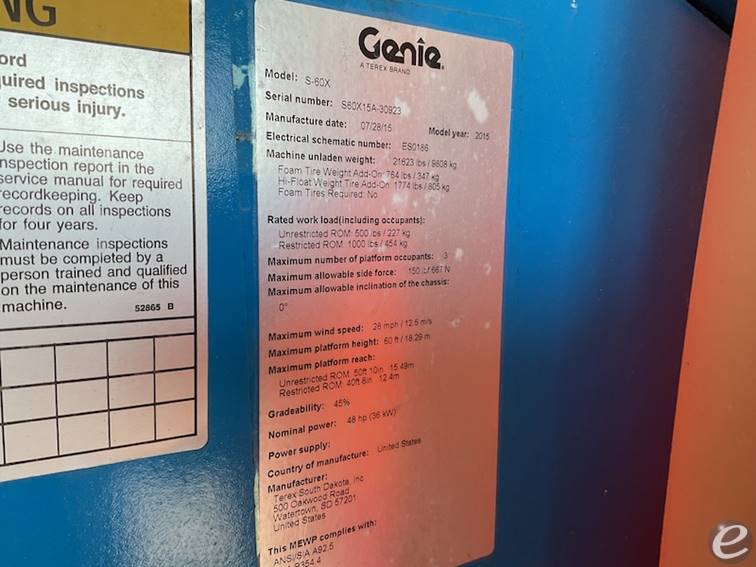 NG
ord
uired inspections
serious injury.
Use the maintenance
nspection report in the
service manual for required
recordkeeping. Keep
records on all inspections
for four years.
Maintenance inspections
must be completed by a
person trained and qualified
on the maintenance of this
machine.
52865 B
Genie
A TEREX BRAND
Model: S-60X
Serial number: S60X15A-30923
Manufacture date: 07/28/15 Model year: 2015
Electrical schematic number: ES0186
Machine unladen weight: 21623 lbs / 9808 kg
Foam Tire Weight Add-On: 764 lbs / 347 kg
Hi-Float Weight Tire Add-On: 1774 lbs / 805 kg
Foam Tires Required: No
Rated work load(including occupants):
Unrestricted ROM: 500 lbs / 227 kg
Restricted ROM: 1000 lbs / 454 kg
Maximum number of platform occupants: 3
Maximum allowable side force: 150 lbf 667 N
Maximum allowable inclination of the chassis:
0°
Maximum wind speed: 28 mph / 12.5 m/s
Maximum platform height: 60 ft / 18.29 m
Maximum platform reach:
Unrestricted ROM: 50ft 10in 15.49m
Restricted ROM: 40ft 8in 12.4m
Gradeability: 45%
Nominal power: 48 hp (36 kW)
Power supply:
Country of manufacture: United States
Manufacturer:
Terex South Dakota, Inc
500 Oakwood Road
Watertown, SD 57201
United States
This MEWP complies with:
ANSI/SIA A92.5
B354.4
e